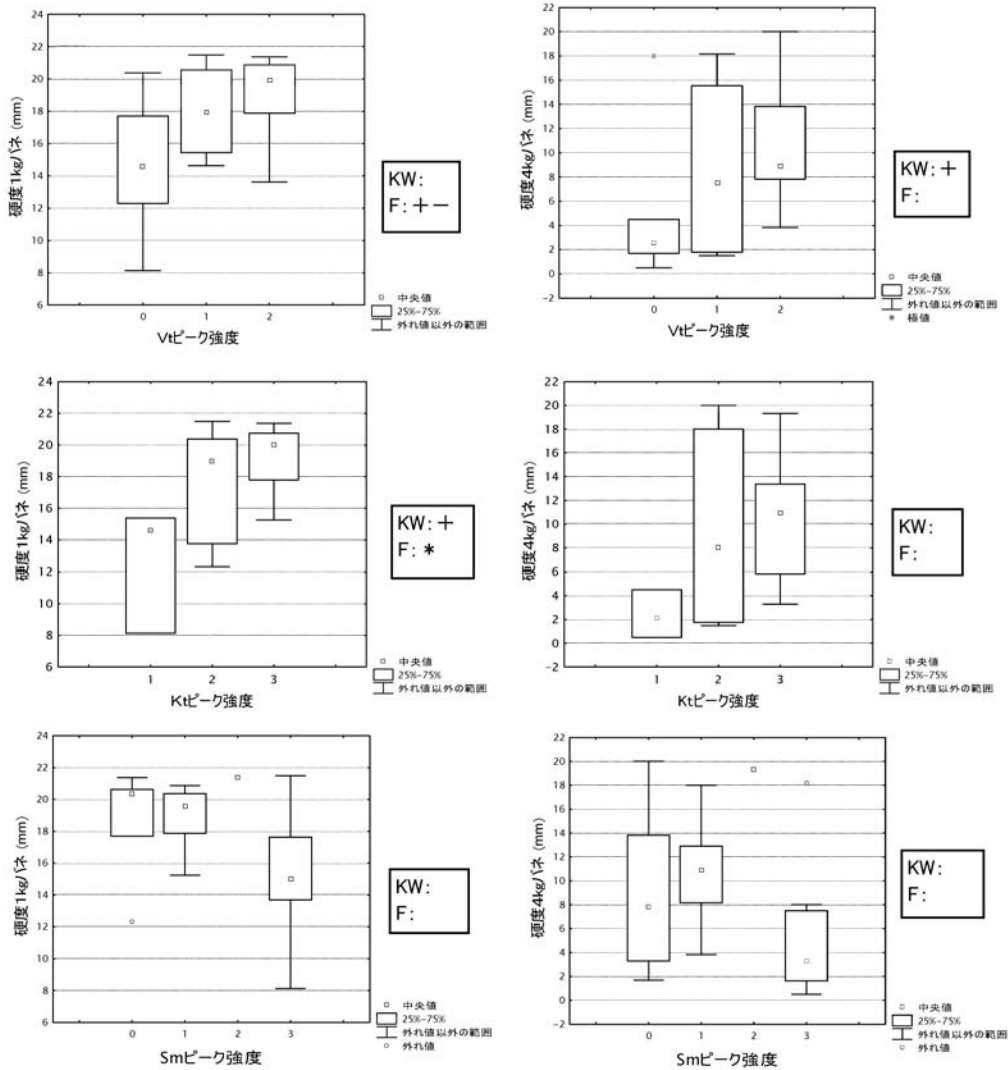 24
22
20
18
16
14
12
10
8
6
硬度1kgバネ (mm)
0 1 2
Vtピーク強度
KW:
F: +−
中央値
25%-75%
外れ値以外の範囲
20
18
16
14
12
10
8
6
4
2
0
-2
硬度4kgバネ (mm)
0 1 2
Vtピーク強度
KW: +
F:
中央値
25%-75%
外れ値以外の範囲
極値
24
22
20
18
16
14
12
10
8
6
硬度1kgバネ (mm)
1 2 3
Ktピーク強度
KW: +
F: *
中央値
25%-75%
外れ値以外の範囲
22
20
18
16
14
12
10
8
6
4
2
0
-2
硬度4kgバネ (mm)
1 2 3
Ktピーク強度
KW:
F:
中央値
25%-75%
外れ値以外の範囲
24
22
20
18
16
14
12
10
8
6
硬度1kgバネ (mm)
0 1 2 3
Smピーク強度
KW:
F:
中央値
25%-75%
外れ値以外の範囲
外れ値
22
20
18
16
14
12
10
8
6
4
2
0
-2
硬度4kgバネ (mm)
0 1 2 3
Smピーク強度
KW:
F:
中央値
25%-75%
外れ値以外の範囲
外れ値